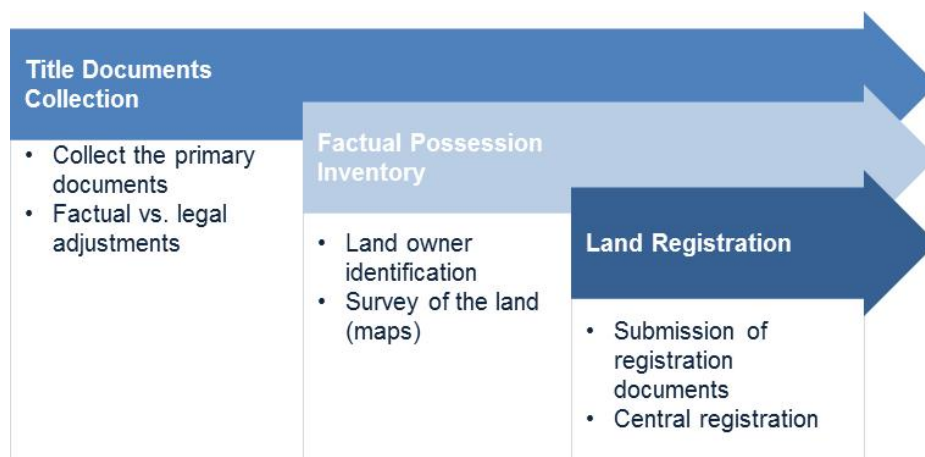 Title Documents
Collection
• Collect the primary
documents
• Factual vs. legal
adjustments
Factual Possession
Inventory
• Land owner
identification
• Survey of the land
(maps)
Land Registration
• Submission of
registration
documents
• Central registration